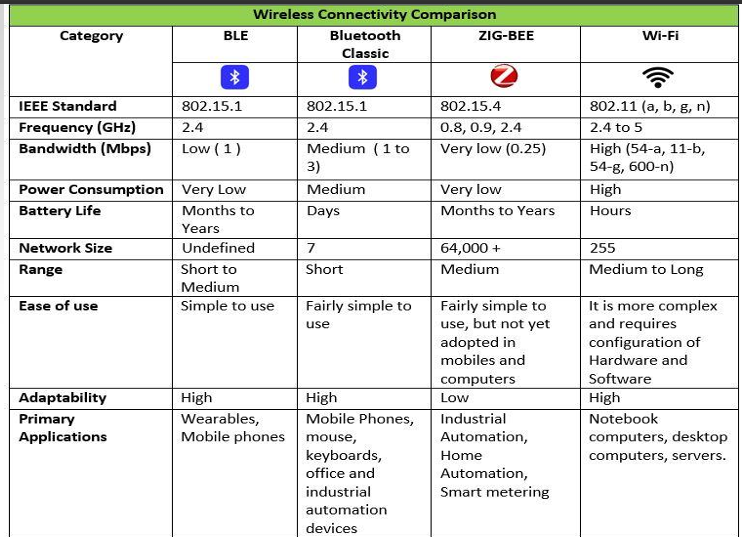 Wireless Connectivity Comparison
Category BLE Bluetooth Classic ZIG-BEE Wi-Fi
IEEE Standard 802.15.1 802.15.1 802.15.4 802.11 (a, b, g, n)
Frequency (GHz) 2.4 2.4 0.8, 0.9, 2.4 2.4 to 5
Bandwidth (Mbps) Low ( 1 ) Medium ( 1 to 3) Very low (0.25) High (54-a, 11-b, 54-g, 600-n)
Power Consumption Very Low Medium Very low High
Battery Life Months to Years Days Months to Years Hours
Network Size Undefined 7 64,000 + 255
Range Short to Medium Short Medium Medium to Long
Ease of use Simple to use Fairly simple to use Fairly simple to use, but not yet adopted in mobiles and computers It is more complex and requires configuration of Hardware and Software
Adaptability High High Low High
Primary Applications Wearables, Mobile phones Mobile Phones, mouse, keyboards, office and industrial automation devices Industrial Automation, Home Automation, Smart metering Notebook computers, desktop computers, servers.